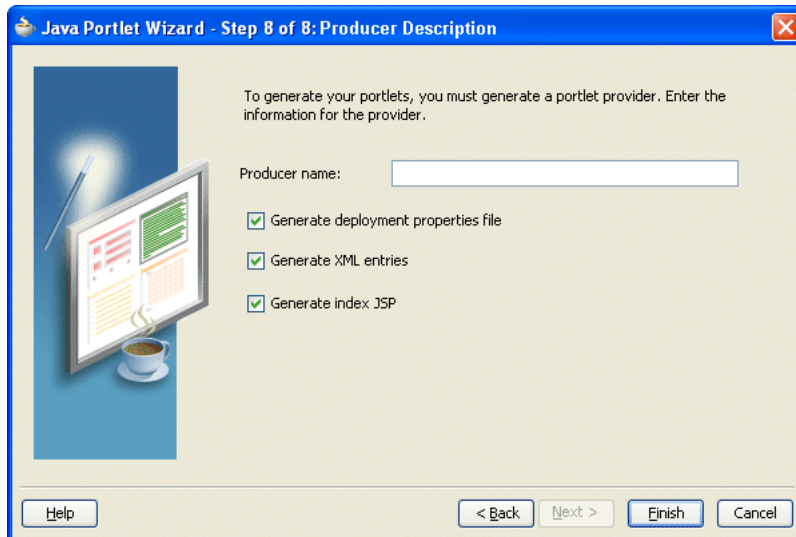 Java Portlet Wizard - Step 8 of 8: Producer Description
To generate your portlets, you must generate a portlet provider. Enter the
information for the provider.
Producer name:
Generate deployment properties file
Generate XML entries
Generate index JSP
Help
< Back
Next >
Finish
Cancel